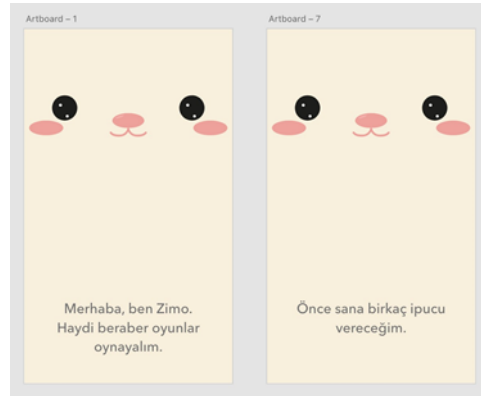 Artboard – 1
Merhaba, ben Zimo.
Haydi beraber oyunlar
oynayalım.
Artboard – 7
Önce sana birkaç ipucu
vereceğim.